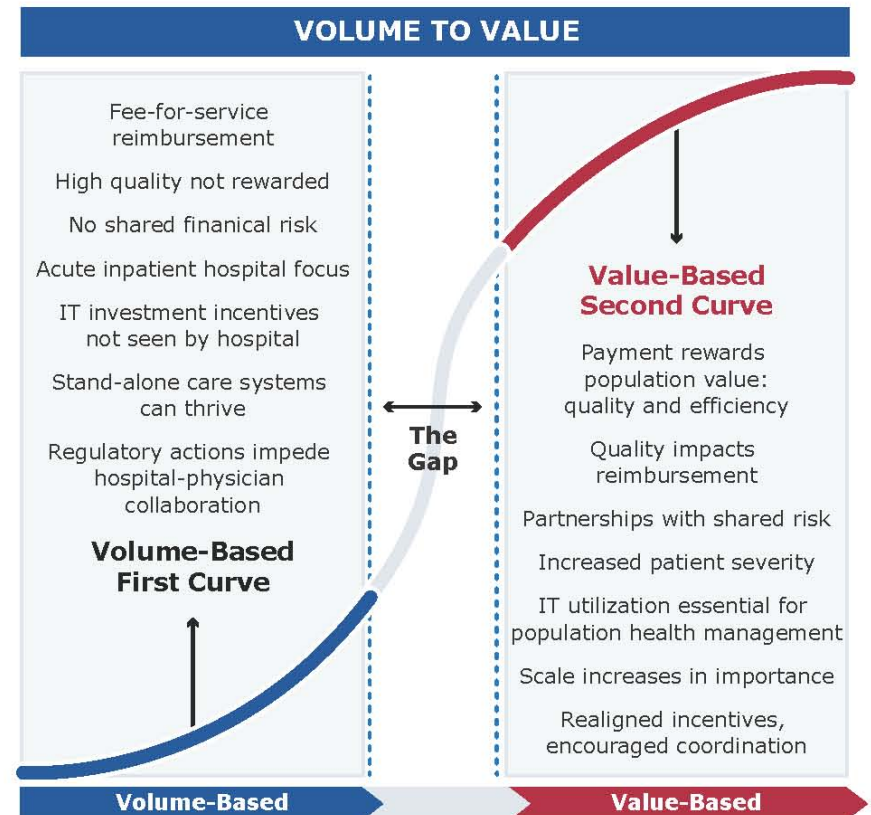 VOLUME TO VALUE
Fee-for-service
reimbursement
High quality not rewarded
No shared finanical risk
Acute inpatient hospital focus
IT investment incentives
not seen by hospital
Stand-alone care systems
can thrive
Regulatory actions impede
hospital-physician
collaboration
Volume-Based
First Curve
The
Gap
Value-Based
Second Curve
Payment rewards
population value:
quality and efficiency
Quality impacts
reimbursement
Partnerships with shared risk
Increased patient severity
IT utilization essential for
population health management
Scale increases in importance
Realigned incentives,
encouraged coordination
Volume-Based
Value-Based